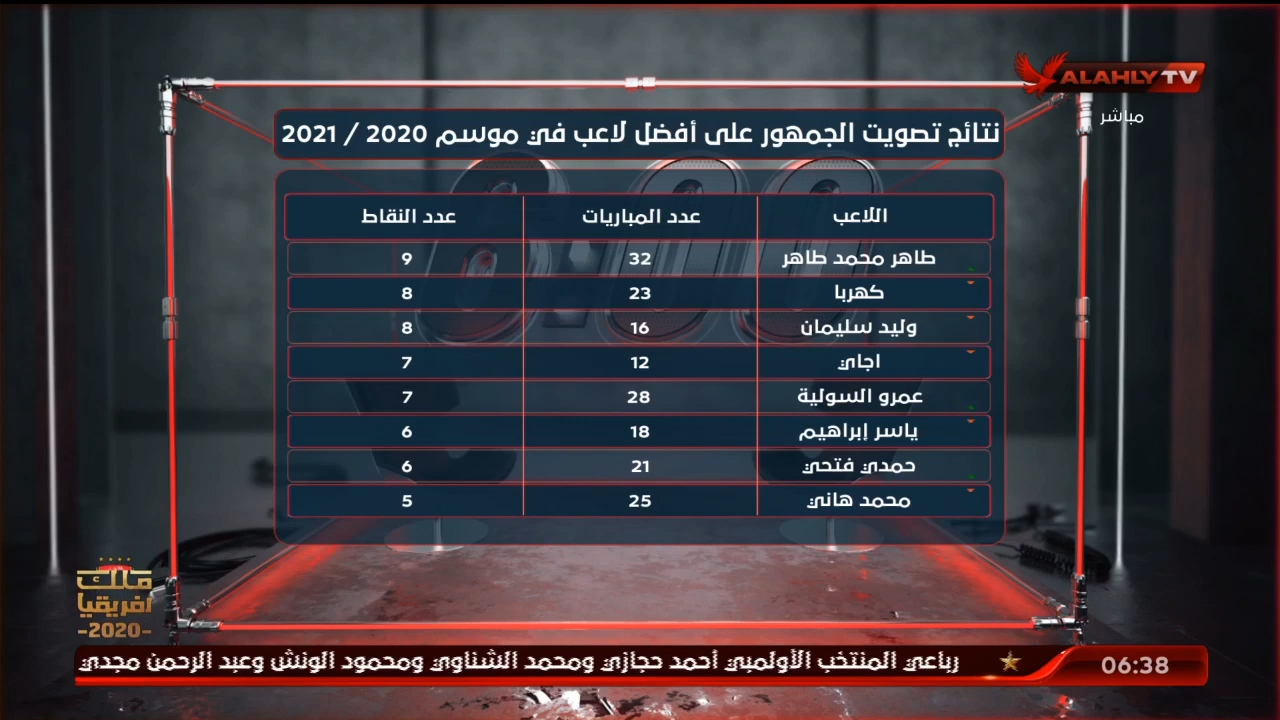 ALAHLY TV
مباشر
نتائج تصويت الجمهور على أفضل لاعب في موسم 2020 / 2021
اللاعب عدد المباريات عدد النقاط
طاهر محمد طاهر 32 9
كهربا 23 8
وليد سليمان 16 8
اجاي 12 7
عمرو السولية 28 7
ياسر إبراهيم 18 6
حمدي فتحي 21 6
محمد هاني 25 5
ملك
افريقيا
-2020-
06:38 رباعي المنتخب الأولمبي أحمد حجازي ومحمد الشناوي ومحمود الونش وعبد الرحمن مجدي